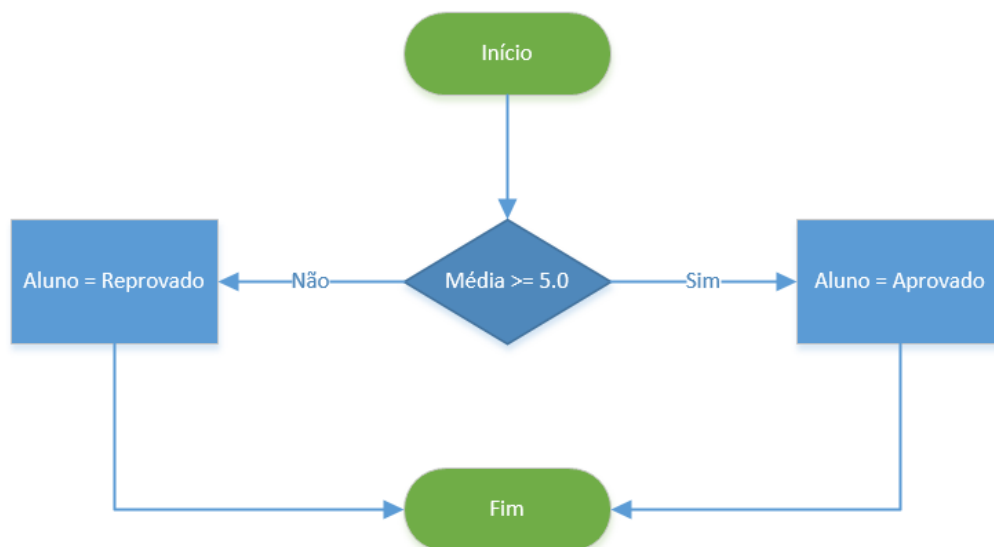 Início
Aluno = Reprovado
Não
Média >= 5.0
Sim
Aluno = Aprovado
Fim